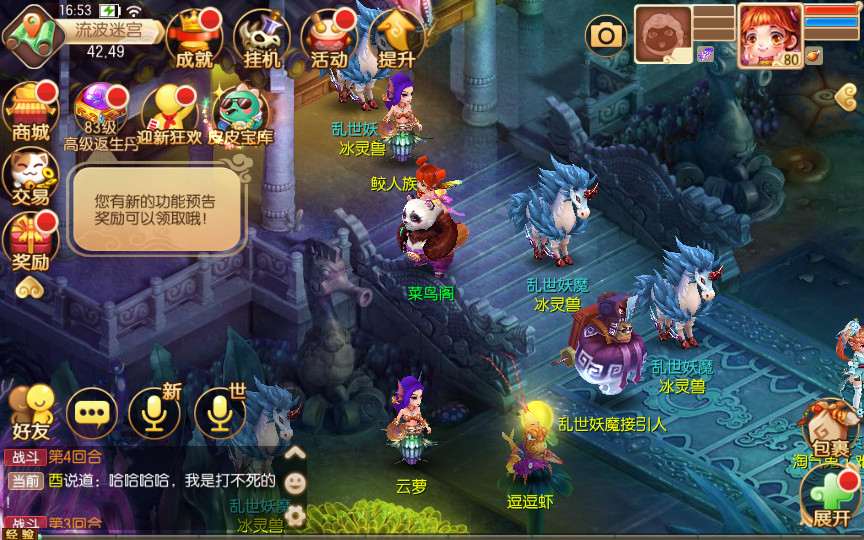 16:53
流波迷宫
42,49
成就
挂机
活动
提升
80
商城
83级
高级返生丹
迎新狂欢
皮皮宝库
交易
您有新的功能预告
奖励可以领取哦！
奖励
乱世妖
冰灵兽
鲛人族
菜鸟阁
乱世妖魔
冰灵兽
乱世妖魔
冰灵兽
乱世妖魔接引人
云萝
逗逗虾
好友
新
世
战斗 第4回合
当前 酉说道：哈哈哈哈，我是打不死的
！
战斗 第3回合
乱世妖魔
冰灵兽
包裹
展开
经验